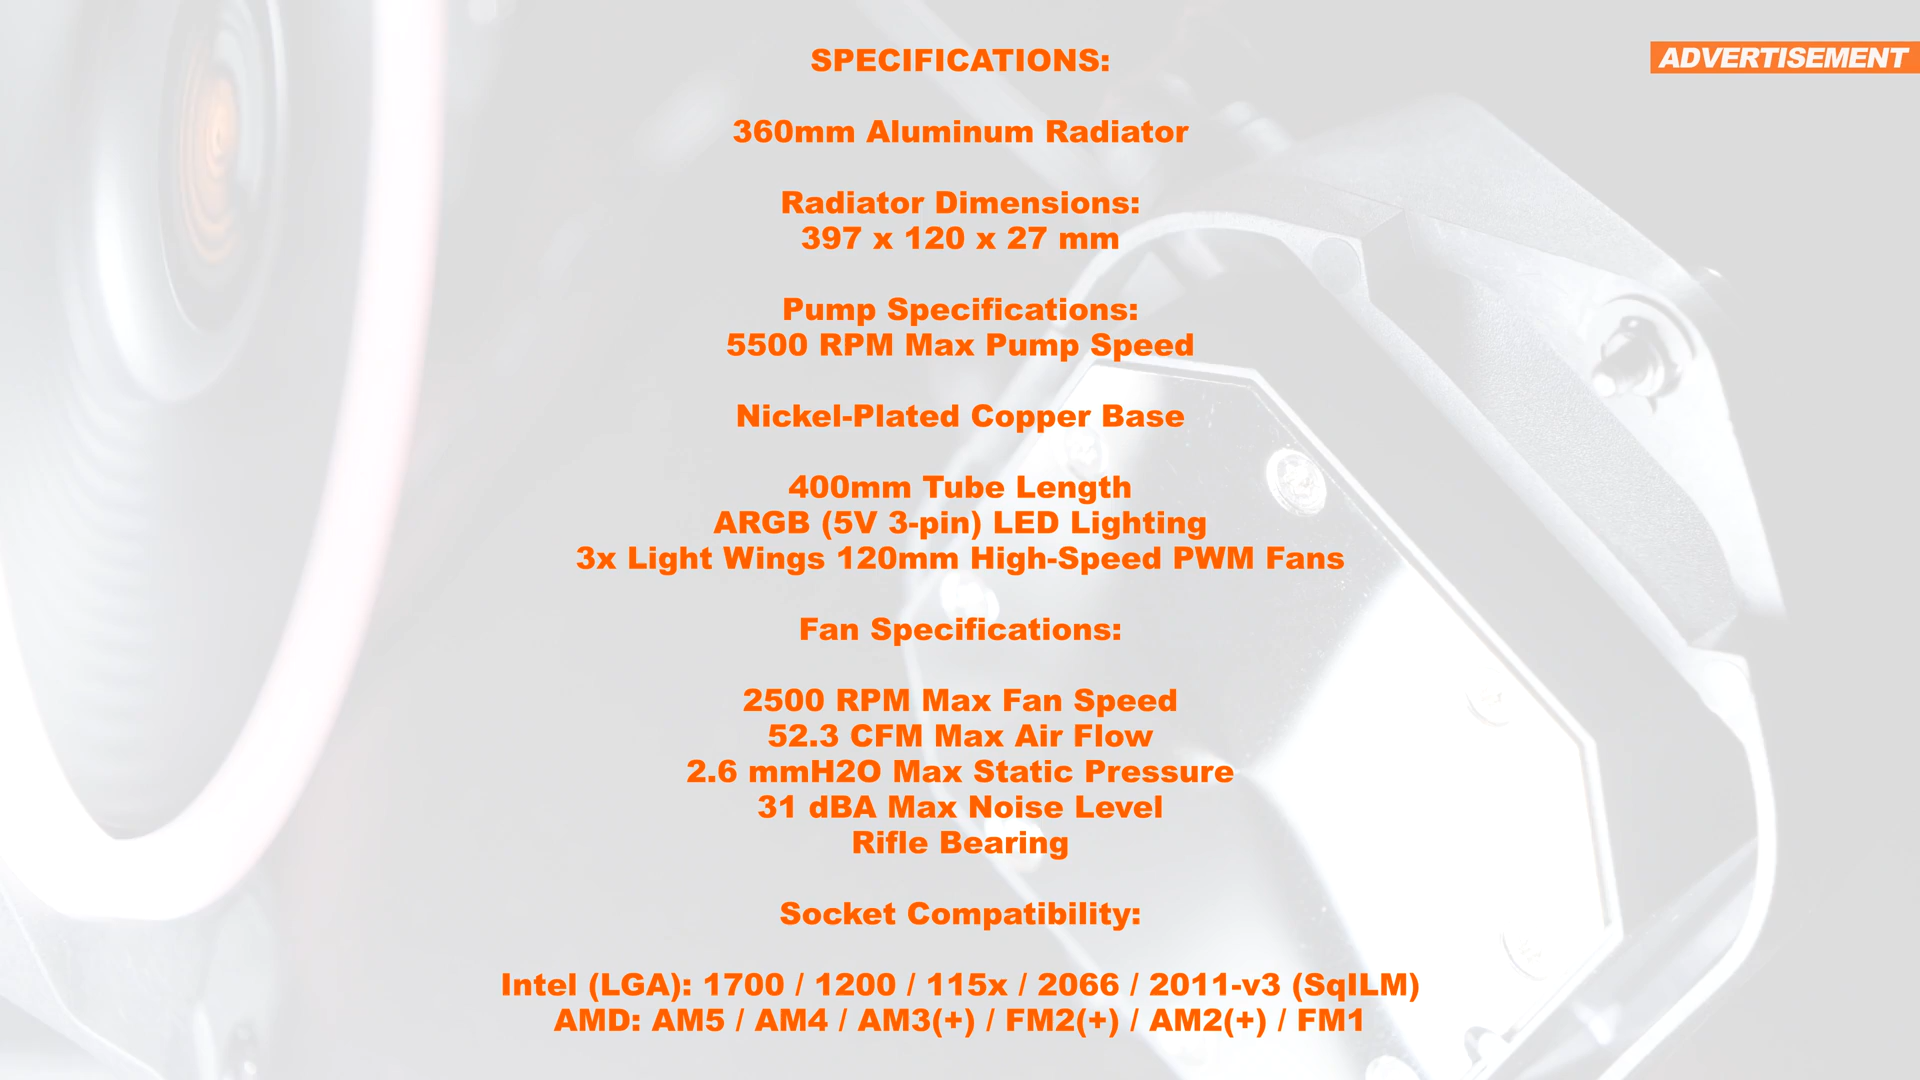 SPECIFICATIONS:
ADVERTISEMENT
360mm Aluminum Radiator
Radiator Dimensions:
397 x 120 x 27 mm
Pump Specifications:
5500 RPM Max Pump Speed
Nickel-Plated Copper Base
400mm Tube Length
ARGB (5V 3-pin) LED Lighting
3x Light Wings 120mm High-Speed PWM Fans
Fan Specifications:
2500 RPM Max Fan Speed
52.3 CFM Max Air Flow
2.6 mmH2O Max Static Pressure
31 dBA Max Noise Level
Rifle Bearing
Socket Compatibility:
Intel (LGA): 1700 / 1200 / 115x / 2066 / 2011-v3 (SqILM)
AMD: AM5 / AM4 / AM3(+) / FM2(+) / AM2(+) / FM1